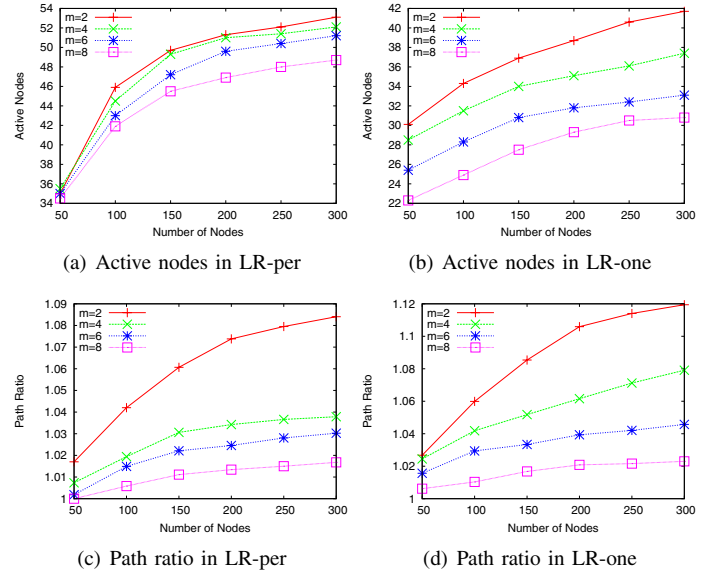 54
52
50
48
46
44
42
40
38
36
34
Active Nodes
m=2
m=4
m=6
m=8
50 100 150 200 250 300
Number of Nodes
(a) Active nodes in LR-per
42
40
38
36
34
32
30
28
26
24
22
Active Nodes
m=2
m=4
m=6
m=8
50 100 150 200 250 300
Number of Nodes
(b) Active nodes in LR-one
1.09
1.08
1.07
1.06
1.05
1.04
1.03
1.02
1.01
1
Path Ratio
m=2
m=4
m=6
m=8
50 100 150 200 250 300
Number of Nodes
(c) Path ratio in LR-per
1.12
1.1
1.08
1.06
1.04
1.02
1
Path Ratio
m=2
m=4
m=6
m=8
50 100 150 200 250 300
Number of Nodes
(d) Path ratio in LR-one